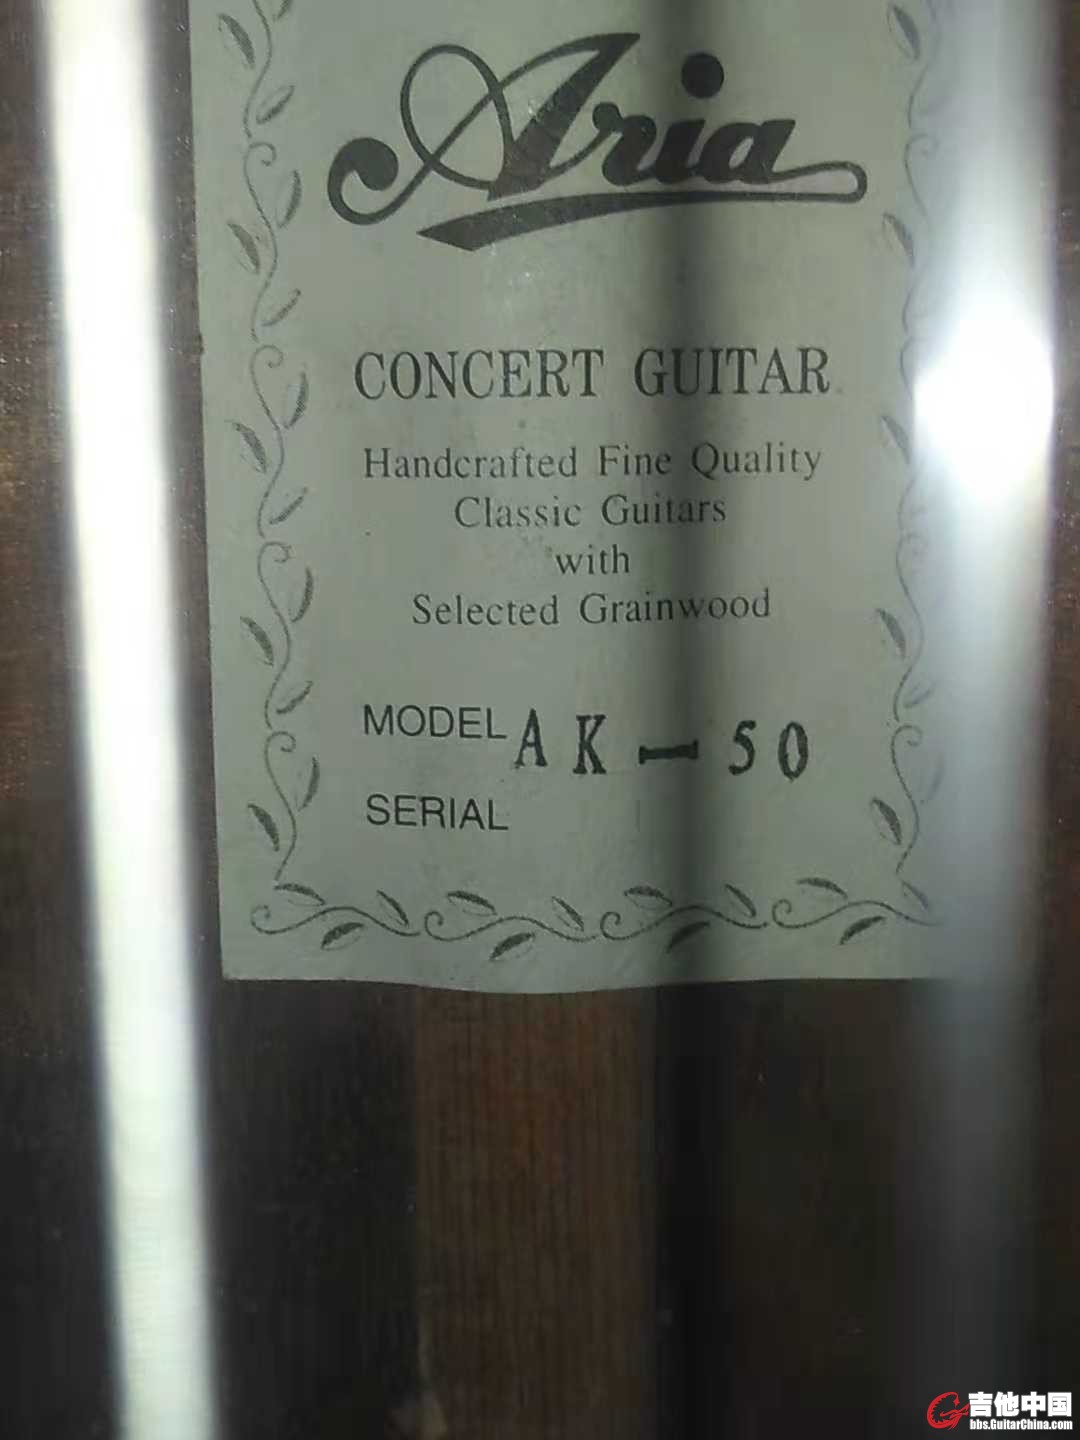 Aria
CONCERT GUITAR
Handcrafted Fine Quality
Classic Guitars
with
Selected Grainwood
MODEL AK-50
SERIAL
吉他中国
bbs.GuitarChina.com